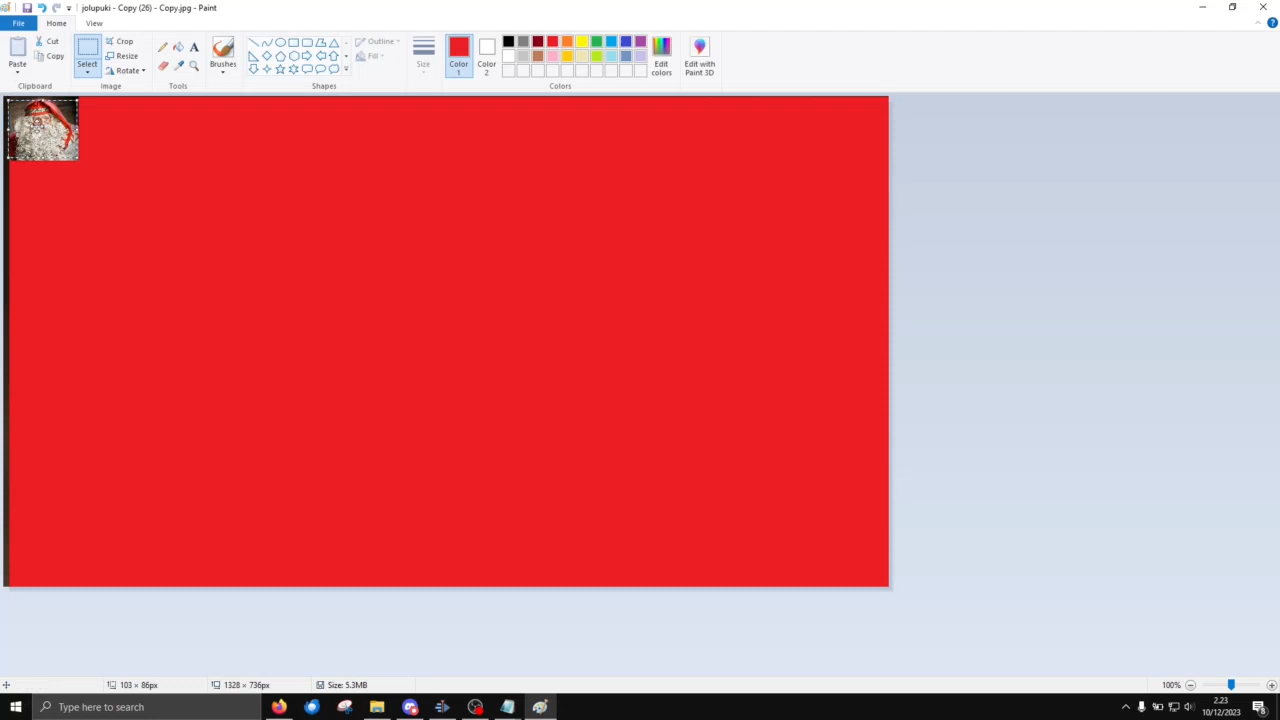 jolupuki - Copy (26) - Copy.jpg - Paint
File
Home
View
Paste
Cut
Copy
Clipboard
Select
Crop
Resize
Rotate
Image
Tools
Brushes
Shapes
Outline
Fill
Size
Color 1
Color 2
Edit colors
Colors
Edit with Paint 3D
103 × 86px
1328 × 736px
Size: 5.3MB
100%
Type here to search
2.23
10/12/2023
8